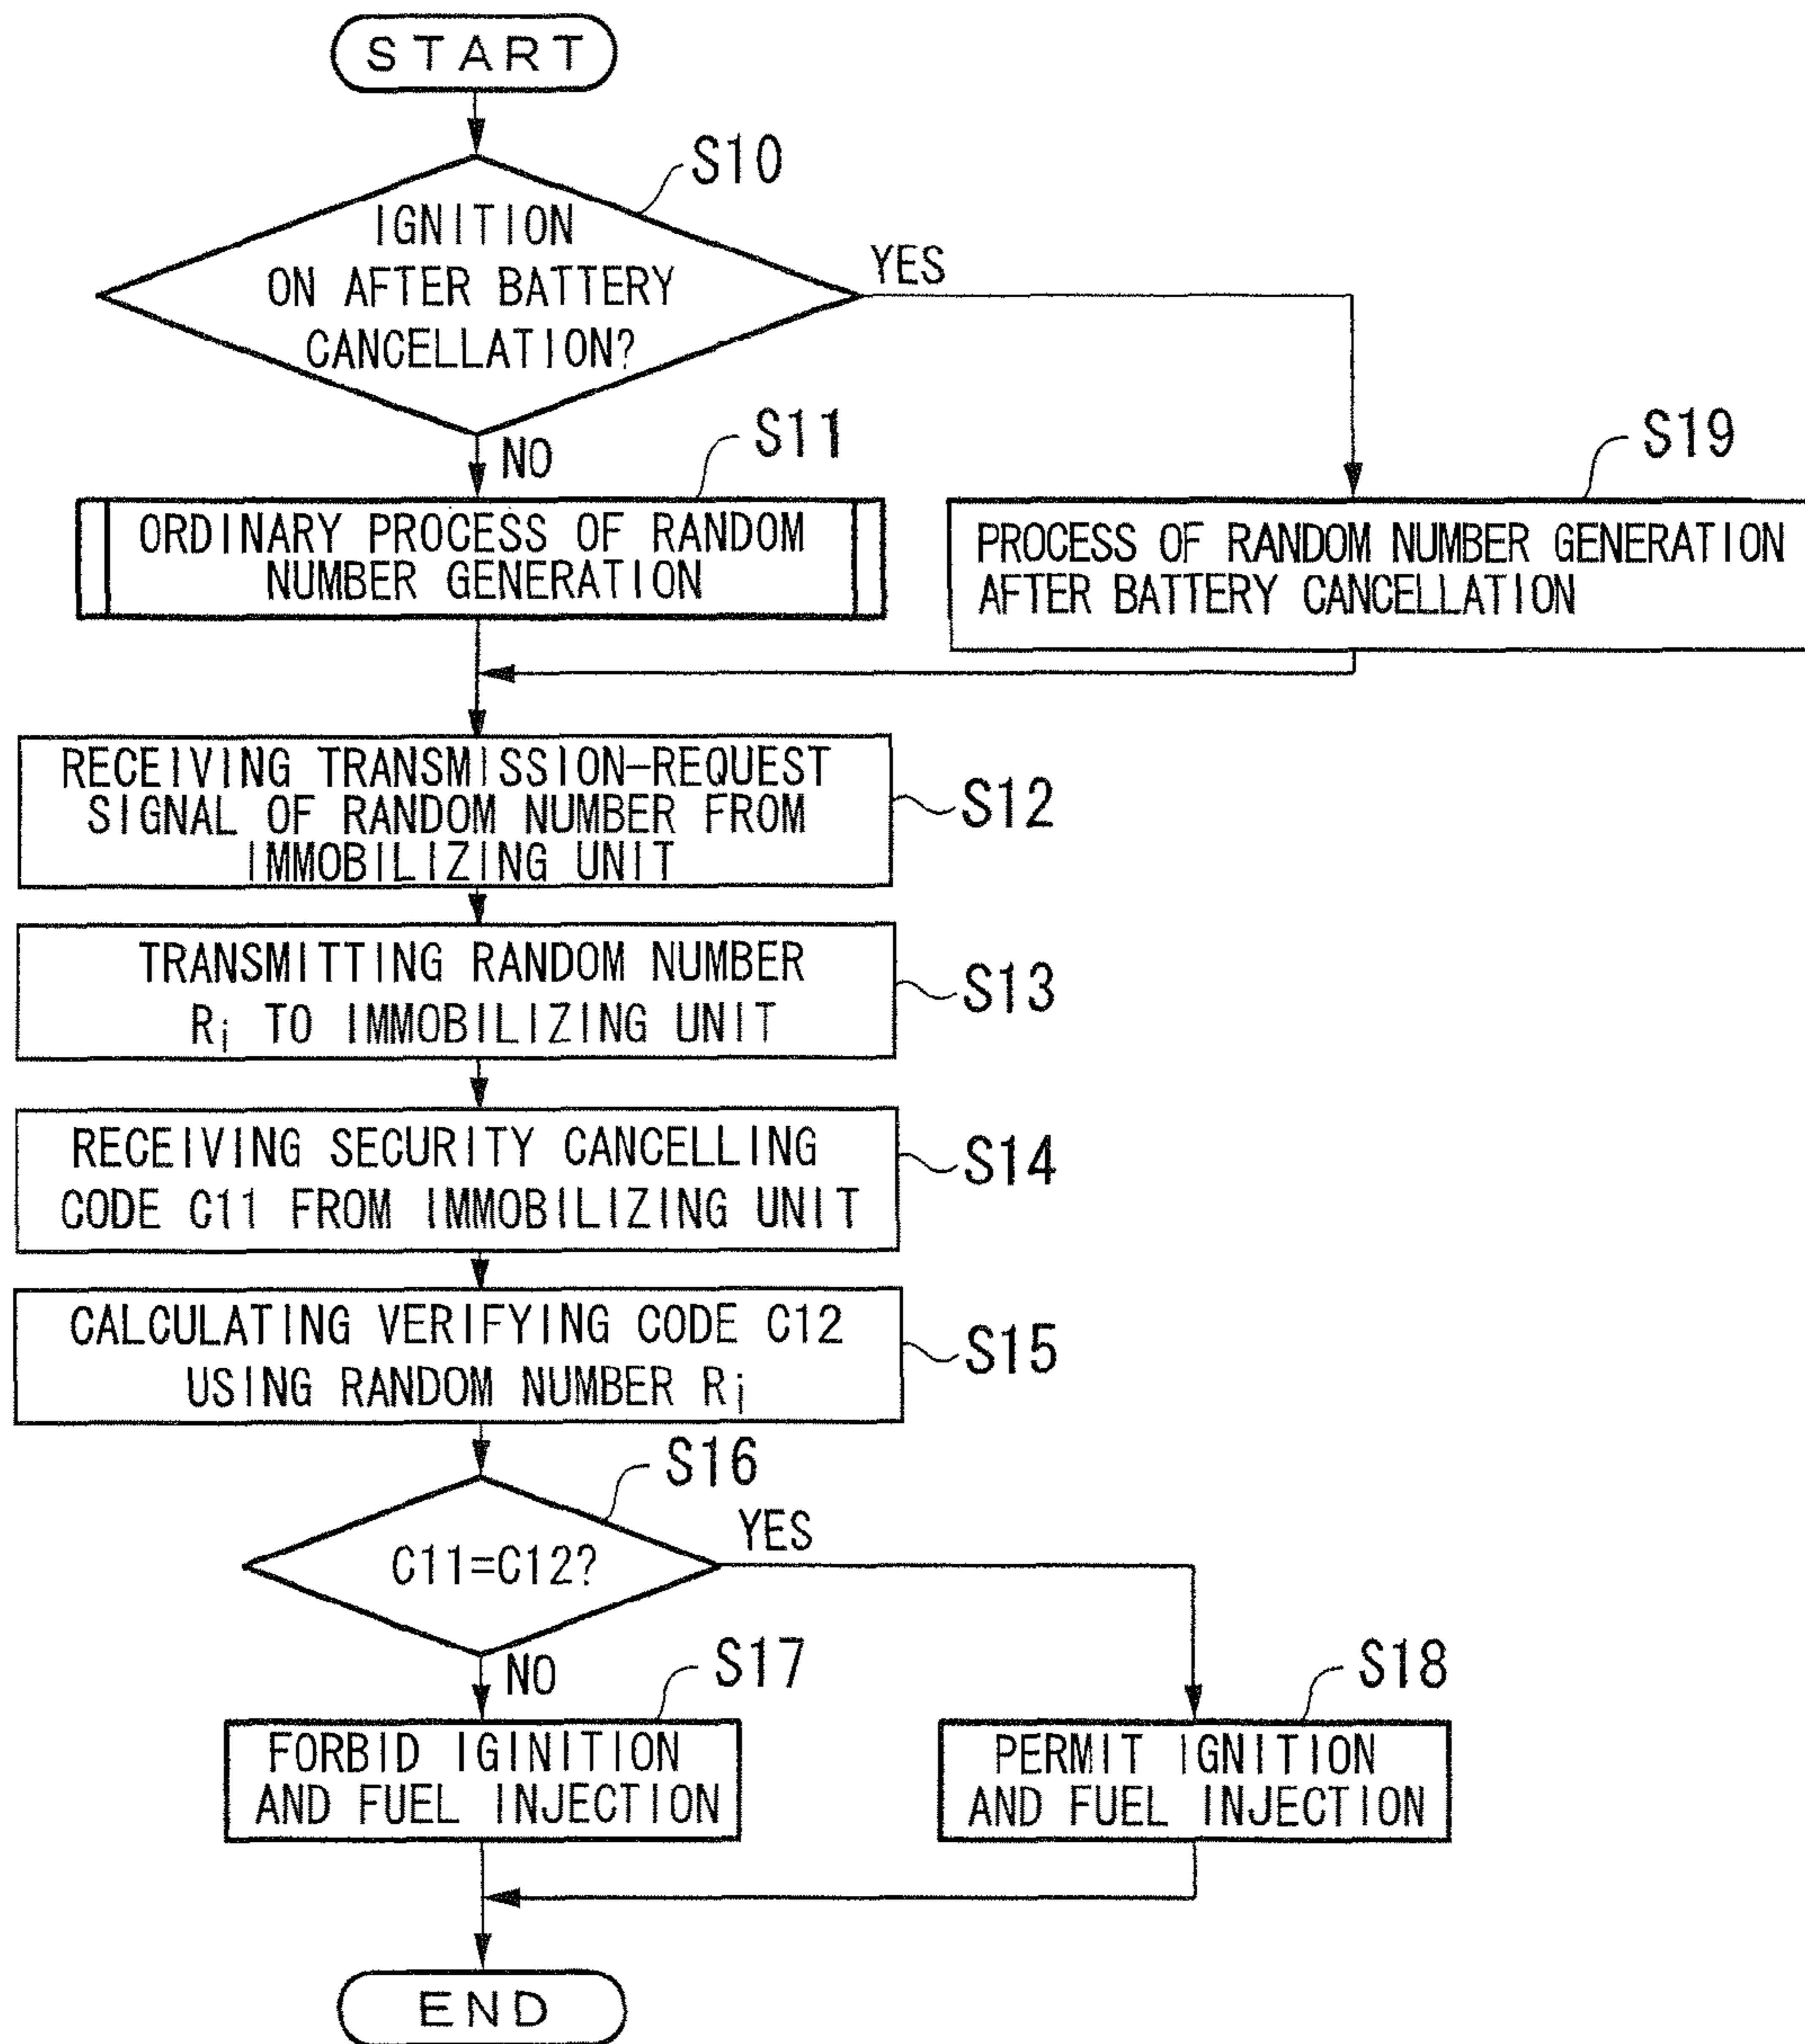 START
S10
IGNITION
ON AFTER BATTERY
CANCELLATION?
YES
NO
S11
S19
ORDINARY PROCESS OF RANDOM
NUMBER GENERATION
PROCESS OF RANDOM NUMBER GENERATION
AFTER BATTERY CANCELLATION
RECEIVING TRANSMISSION-REQUEST
SIGNAL OF RANDOM NUMBER FROM
IMMOBILIZING UNIT
S12
TRANSMITTING RANDOM NUMBER
Ri TO IMMOBILIZING UNIT
S13
RECEIVING SECURITY CANCELLING
CODE C11 FROM IMMOBILIZING UNIT
S14
CALCULATING VERIFYING CODE C12
USING RANDOM NUMBER Ri
S15
S16
C11=C12?
YES
NO
S17
S18
FORBID IGINITION
AND FUEL INJECTION
PERMIT IGNITION
AND FUEL INJECTION
END